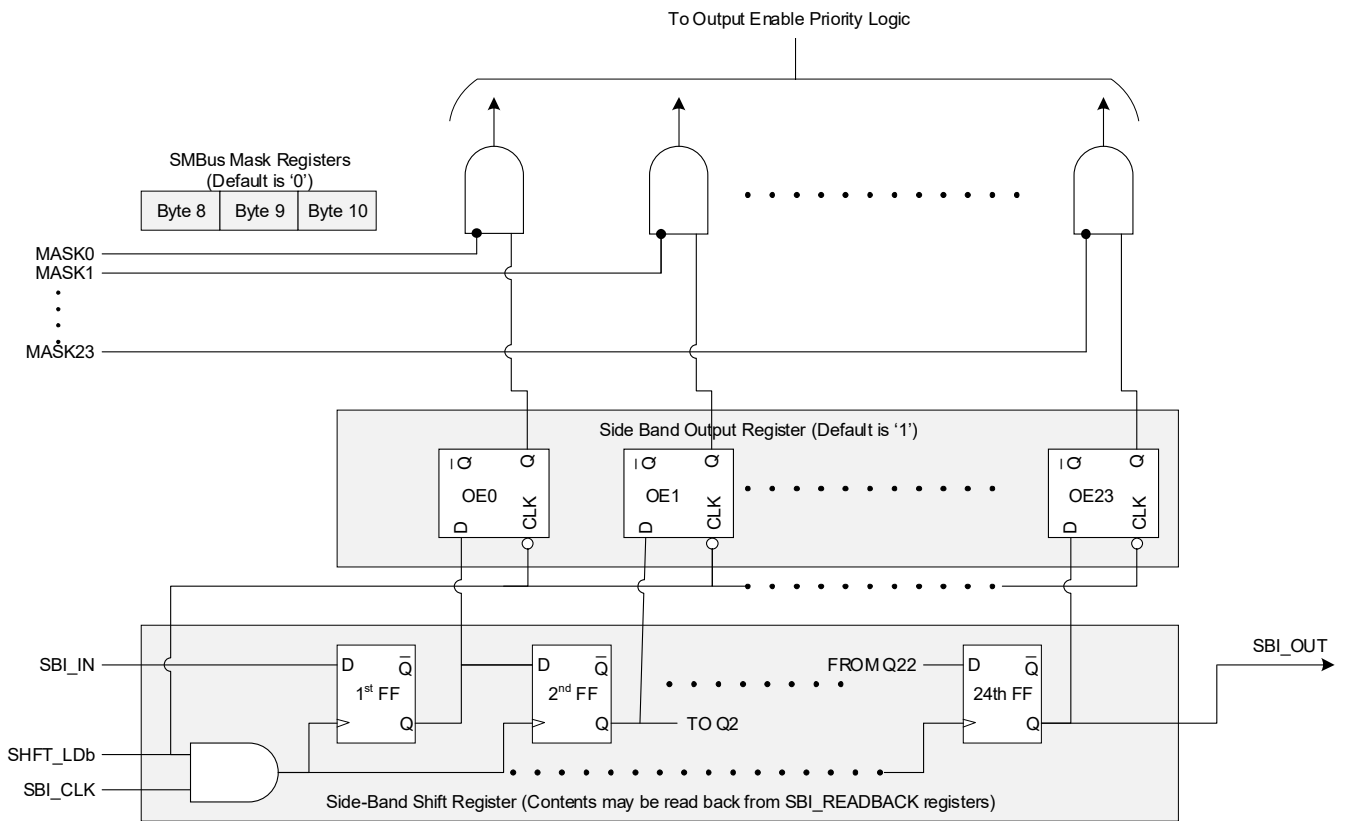 To Output Enable Priority Logic
SMBus Mask Registers
(Default is ‘0’)
Byte 8 Byte 9 Byte 10
MASK0
MASK1
MASK23
Side Band Output Register (Default is ‘1’)
Q̅ Q
OE0
D CLK
Q̅ Q
OE1
D CLK
Q̅ Q
OE23
D CLK
SBI_IN
D Q̅
1st FF
Q
D Q̅
2nd FF
Q
TO Q2
FROM Q22
D Q̅
24th FF
Q
SBI_OUT
SHFT_LDb
SBI_CLK
Side-Band Shift Register (Contents may be read back from SBI_READBACK registers)